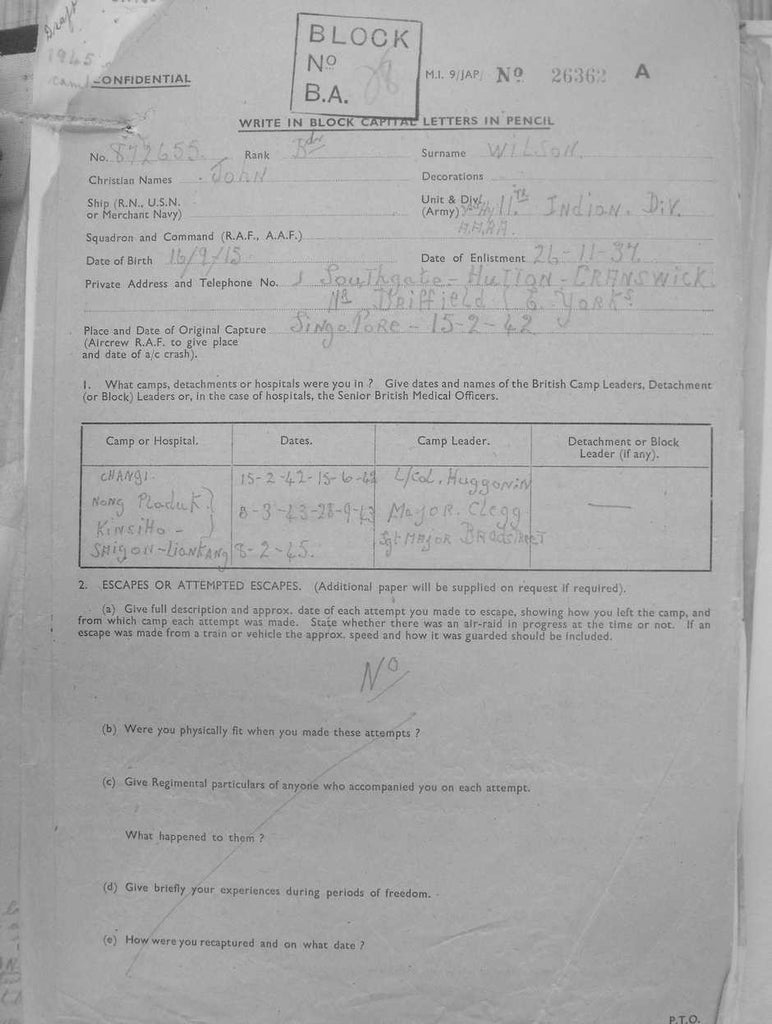 Draft
1945
BLOCK
No
B.A.
CONFIDENTIAL
M.I. 9/JAP/ No 26362 A
WRITE IN BLOCK CAPITAL LETTERS IN PENCIL
No. 872655. Rank Bdr Surname WILSON.
Christian Names John Decorations
Ship (R.N., U.S.N.
or Merchant Navy)
Unit & Div.
(Army) 11th Indian. Div.
Squadron and Command (R.A.F., A.A.F.)
Date of Birth 16/9/15 Date of Enlistment 26-11-37
Private Address and Telephone No. 1 Southgate - HUTTON - CRANSWICK.
Nr Driffield E. Yorks
Place and Date of Original Capture SINGAPORE - 15-2-42
(Aircrew R.A.F. to give place
and date of a/c crash).
1. What camps, detachments or hospitals were you in ? Give dates and names of the British Camp Leaders, Detachment
(or Block) Leaders or, in the case of hospitals, the Senior British Medical Officers.
Camp or Hospital. Dates. Camp Leader. Detachment or Block
Leader (if any).
CHANGI. 15-2-42-15-6-42 L/Col. Huggonin
NONG PLADUK } 8-3-43-28-9-43 MAJOR. Clegg
KINSIHO - }
SAIGON-LIANKANG 8-2-45. Sgt MAJOR BRADSTREET
2. ESCAPES OR ATTEMPTED ESCAPES. (Additional paper will be supplied on request if required).
(a) Give full description and approx. date of each attempt you made to escape, showing how you left the camp, and
from which camp each attempt was made. State whether there was an air-raid in progress at the time or not. If an
escape was made from a train or vehicle the approx. speed and how it was guarded should be included.
No
(b) Were you physically fit when you made these attempts ?
(c) Give Regimental particulars of anyone who accompanied you on each attempt.
What happened to them ?
(d) Give briefly your experiences during periods of freedom.
(e) How were you recaptured and on what date ?
P.T.O.